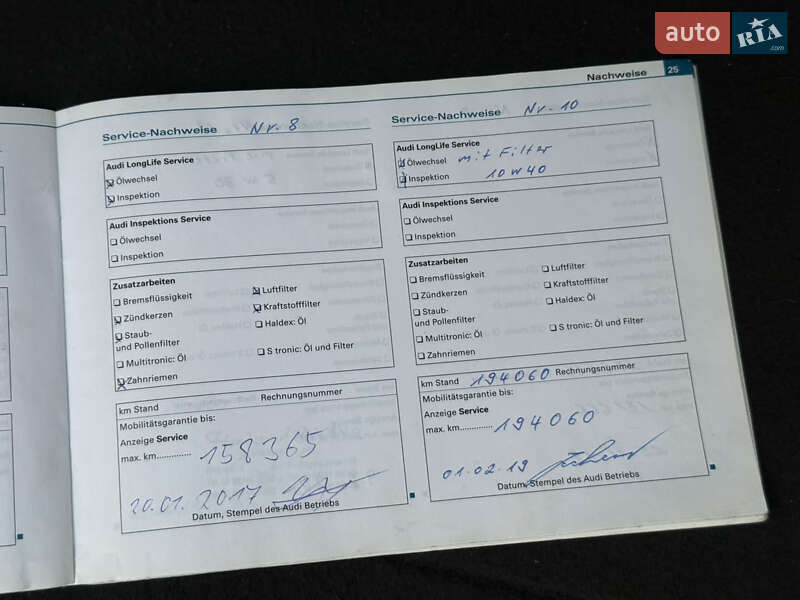 auto RIA .com
Nachweise 25
Service-Nachweise Nr. 8
Audi LongLife Service
Ölwechsel
Inspektion
Audi Inspektions Service
Ölwechsel
Inspektion
Zusatzarbeiten
Bremsflüssigkeit
Zündkerzen
Staub-
und Pollenfilter
Multitronic: Öl
Zahnriemen
Luftfilter
Kraftstofffilter
Haldex: Öl
S tronic: Öl und Filter
km Stand Rechnungsnummer
Mobilitätsgarantie bis:
Anzeige Service
max. km.............. 158365
20.01.2017
Datum, Stempel des Audi Betriebs
Service-Nachweise Nr. 10
Audi LongLife Service
Ölwechsel mit Filter
Inspektion 10W40
Audi Inspektions Service
Ölwechsel
Inspektion
Zusatzarbeiten
Bremsflüssigkeit
Zündkerzen
Staub-
und Pollenfilter
Multitronic: Öl
Zahnriemen
Luftfilter
Kraftstofffilter
Haldex: Öl
S tronic: Öl und Filter
km Stand 194060 Rechnungsnummer
Mobilitätsgarantie bis:
Anzeige Service
max. km.............. 194060
01.02.19
Datum, Stempel des Audi Betriebs